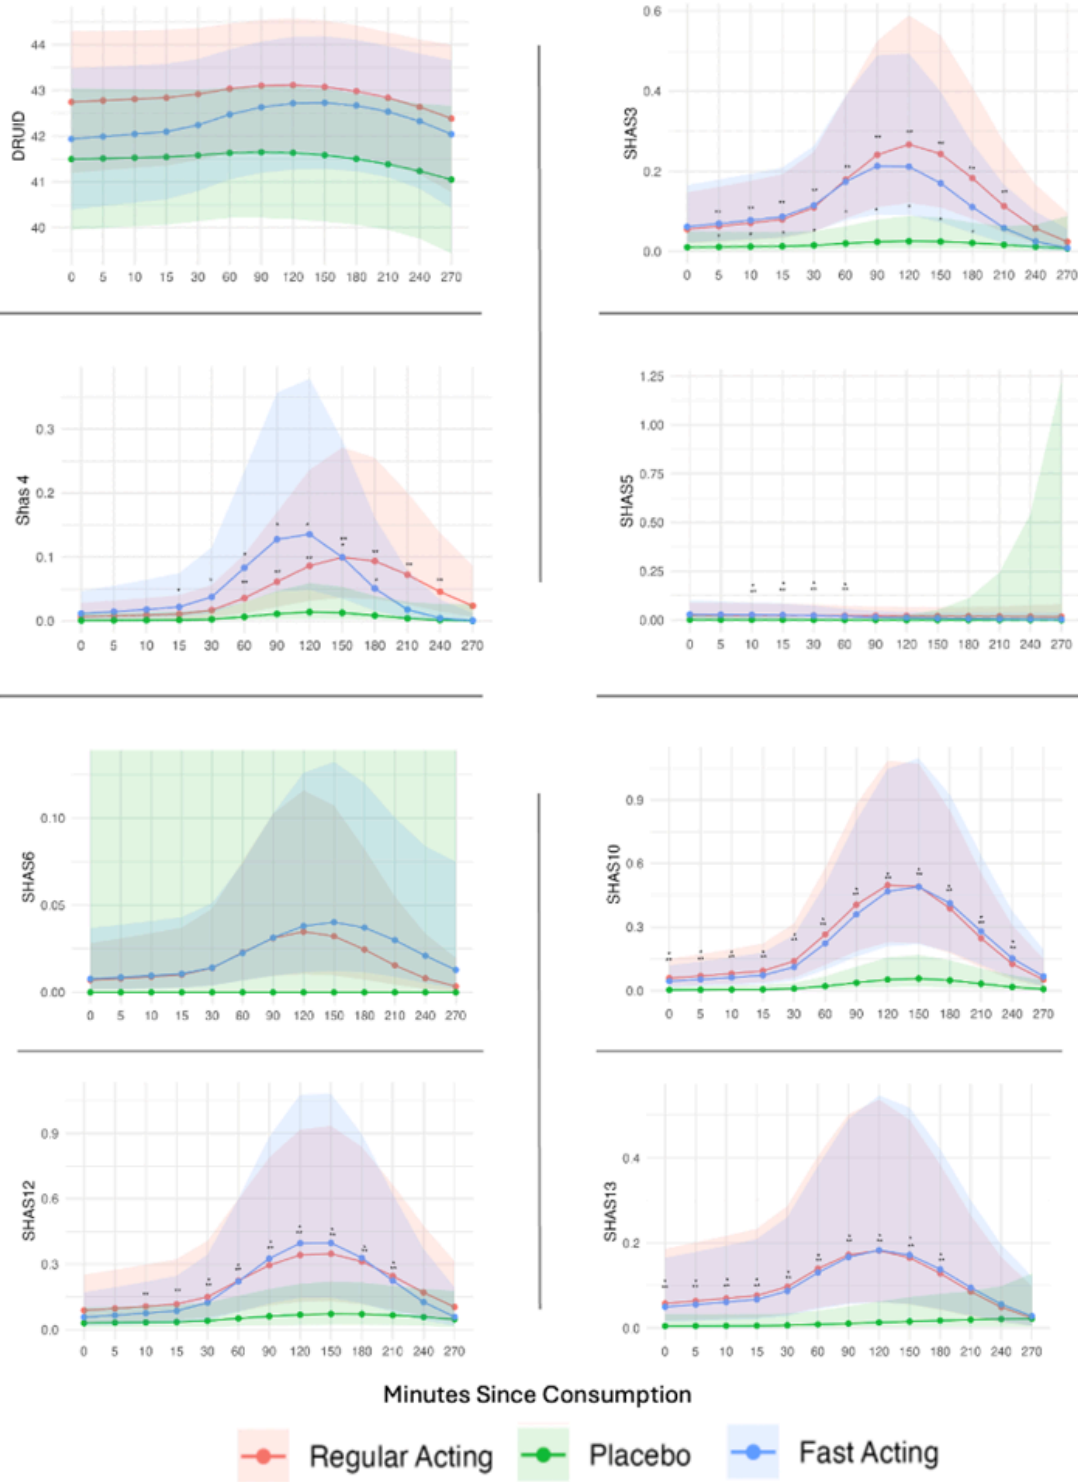 DRUID
44
43
42
41
40
0 5 10 15 30 60 90 120 150 180 210 240 270
SHAS3
0.6
0.4
0.2
0.0
0 5 10 15 30 60 90 120 150 180 210 240 270
Shas 4
0.3
0.2
0.1
0.0
0 5 10 15 30 60 90 120 150 180 210 240 270
SHAS5
1.25
1.00
0.75
0.50
0.25
0.00
0 5 10 15 30 60 90 120 150 180 210 240 270
SHAS6
0.10
0.05
0.00
0 5 10 15 30 60 90 120 150 180 210 240 270
SHAS10
0.9
0.6
0.3
0.0
0 5 10 15 30 60 90 120 150 180 210 240 270
SHAS12
0.9
0.6
0.3
0.0
0 5 10 15 30 60 90 120 150 180 210 240 270
SHAS13
0.4
0.2
0.0
0 5 10 15 30 60 90 120 150 180 210 240 270
Minutes Since Consumption
Regular Acting Placebo Fast Acting